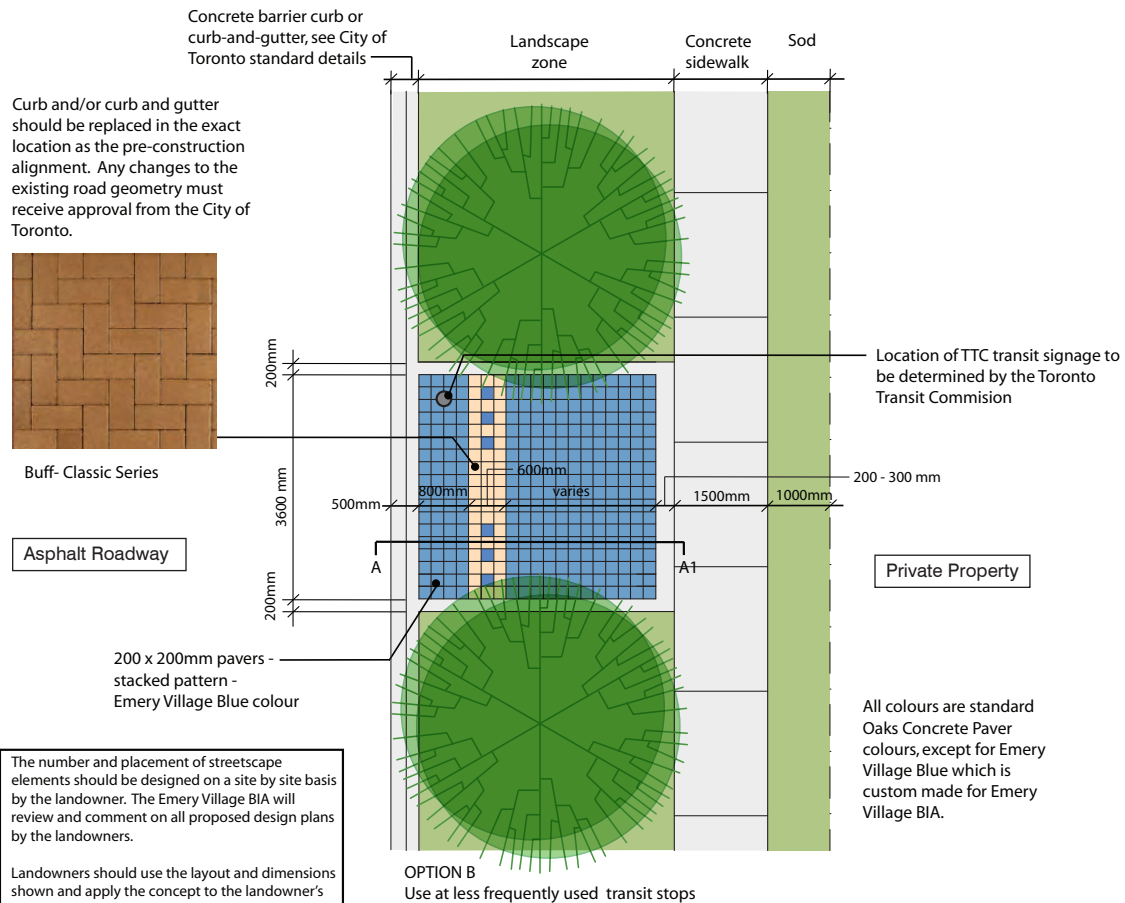 Concrete barrier curb or
curb-and-gutter, see City of
Toronto standard details
Landscape
zone
Concrete
sidewalk
Sod
Curb and/or curb and gutter
should be replaced in the exact
location as the pre-construction
alignment. Any changes to the
existing road geometry must
receive approval from the City of
Toronto.
Buff- Classic Series
200mm
3600 mm
200mm
Location of TTC transit signage to
be determined by the Toronto
Transit Commision
600mm
500mm
800mm
varies
200 - 300 mm
1500mm
1000mm
Asphalt Roadway
A
A1
Private Property
200 x 200mm pavers -
stacked pattern -
Emery Village Blue colour
All colours are standard
Oaks Concrete Paver
colours, except for Emery
Village Blue which is
custom made for Emery
Village BIA.
The number and placement of streetscape
elements should be designed on a site by site basis
by the landowner. The Emery Village BIA will
review and comment on all proposed design plans
by the landowners.
Landowners should use the layout and dimensions
shown and apply the concept to the landowner's
OPTION B
Use at less frequently used transit stops